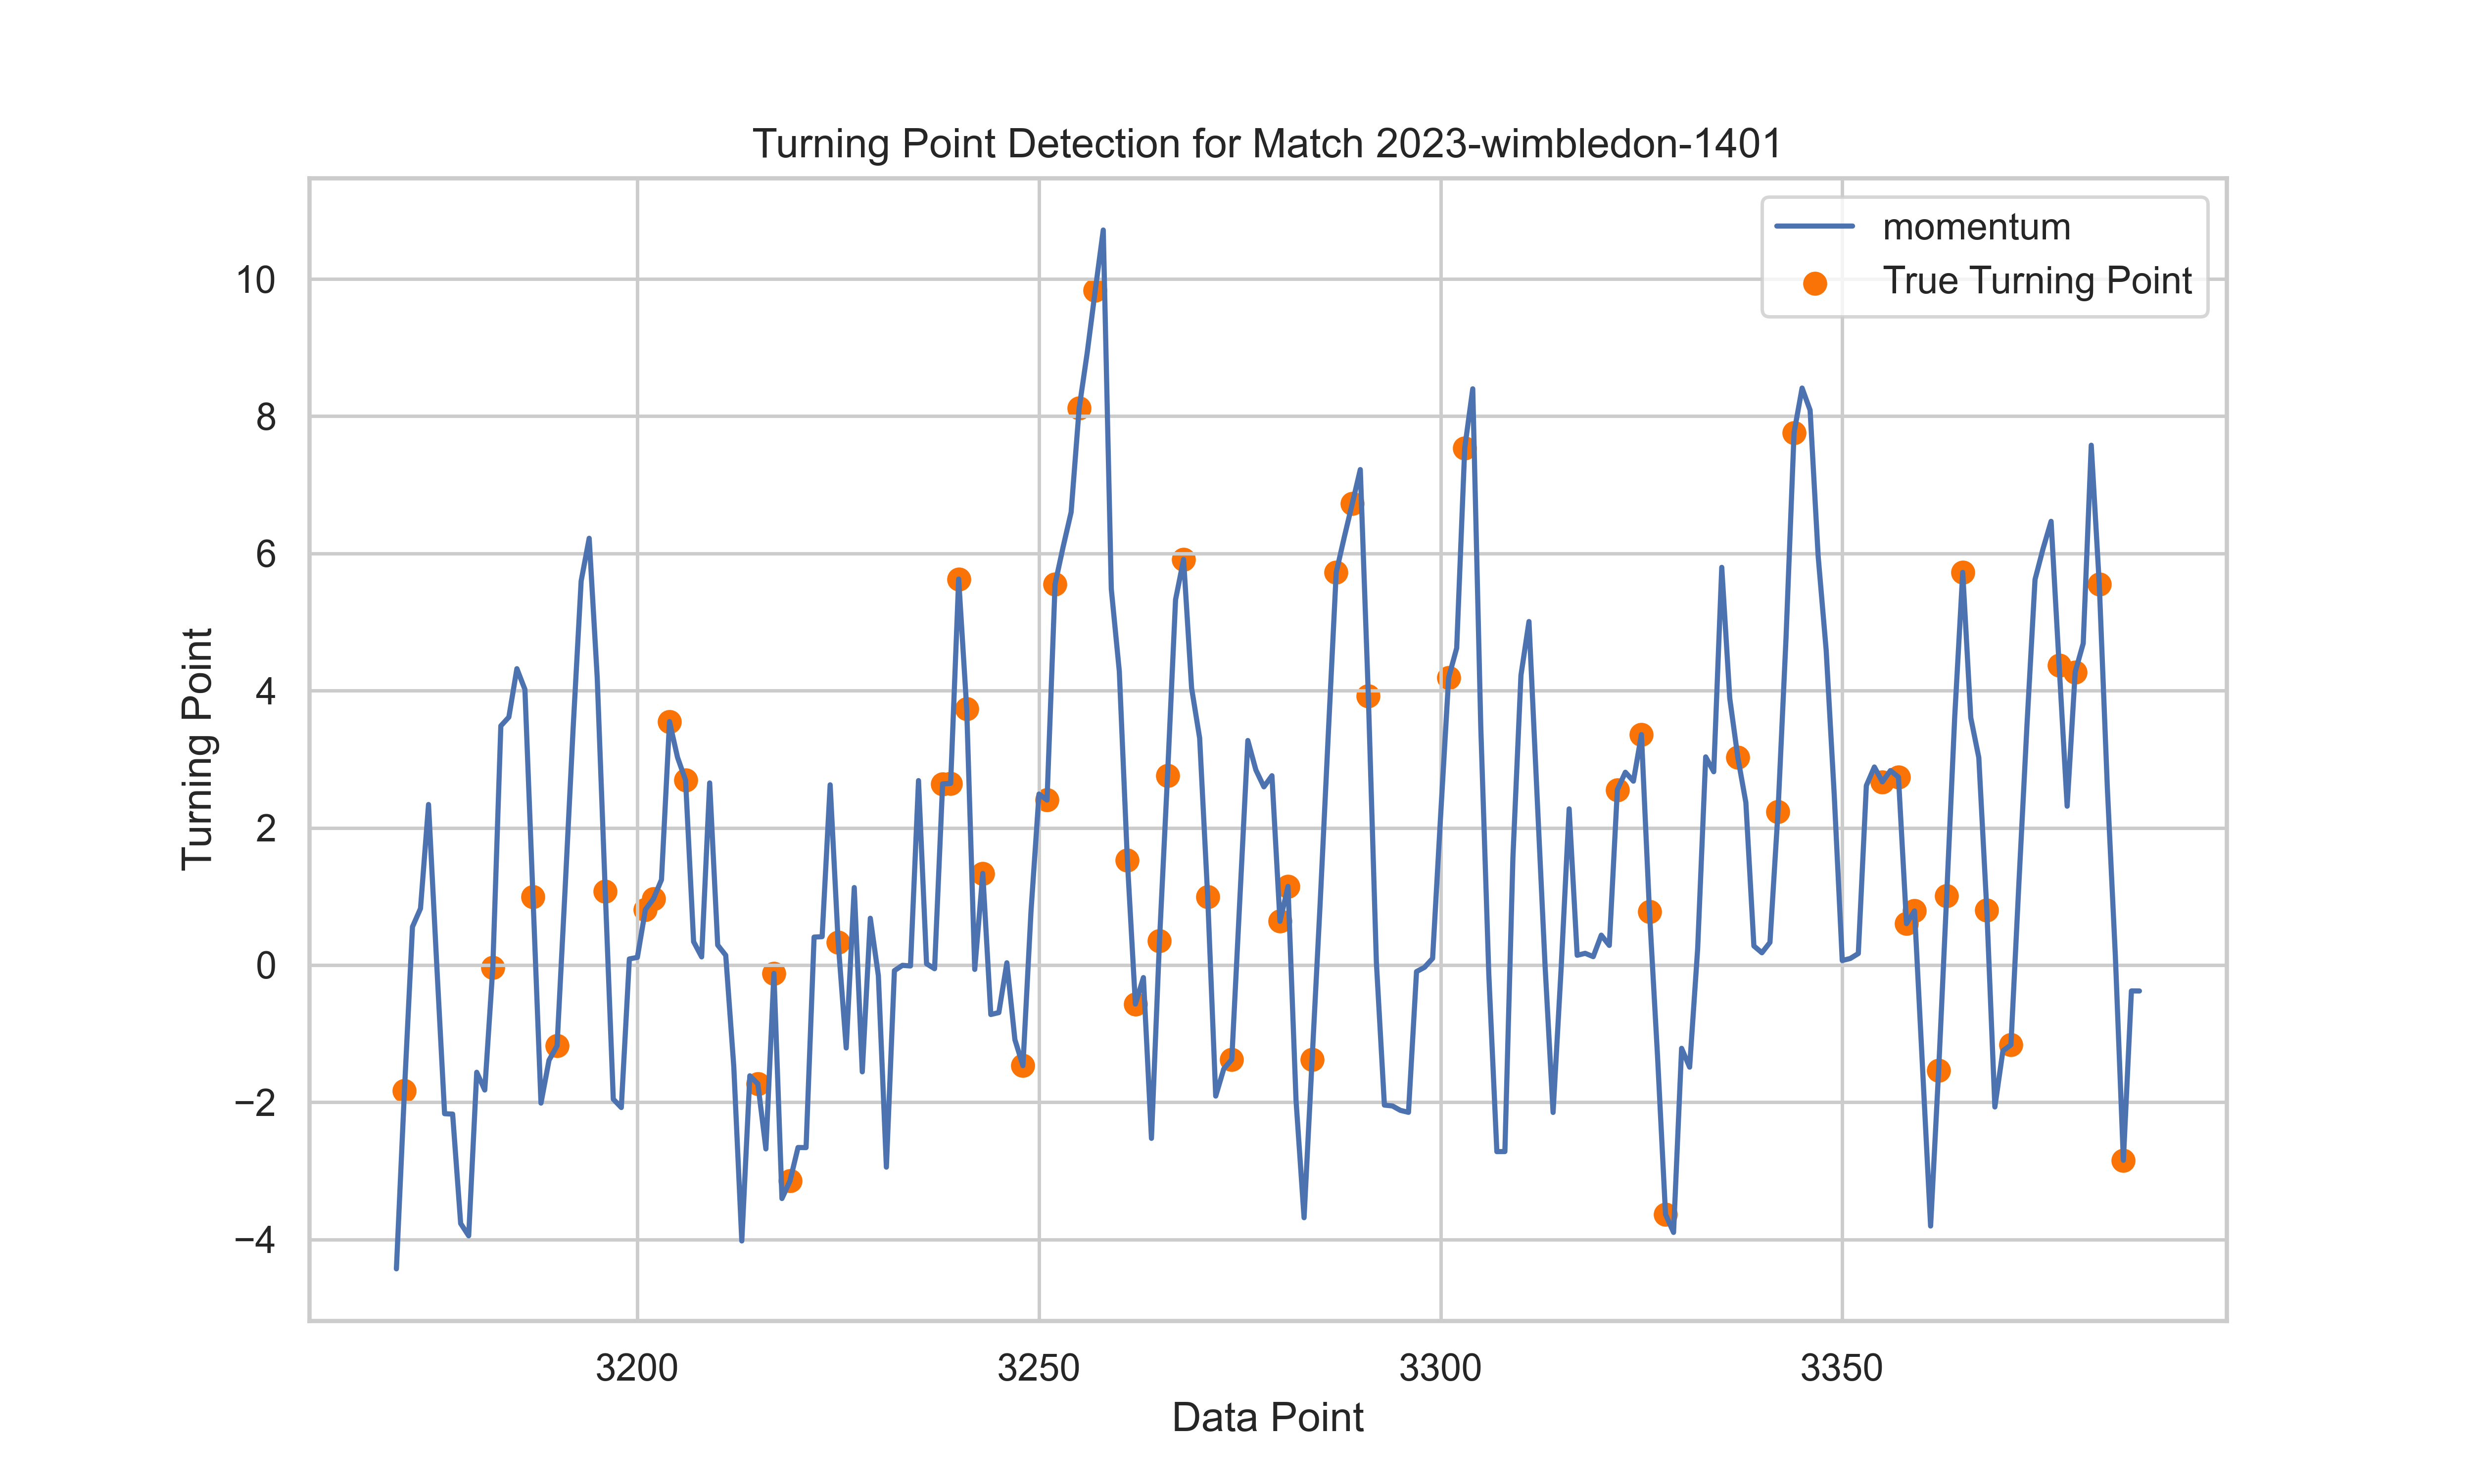 Turning Point Detection for Match 2023-wimbledon-1401
momentum
True Turning Point
10
8
6
4
2
0
−2
−4
Turning Point
3200 3250 3300 3350
Data Point